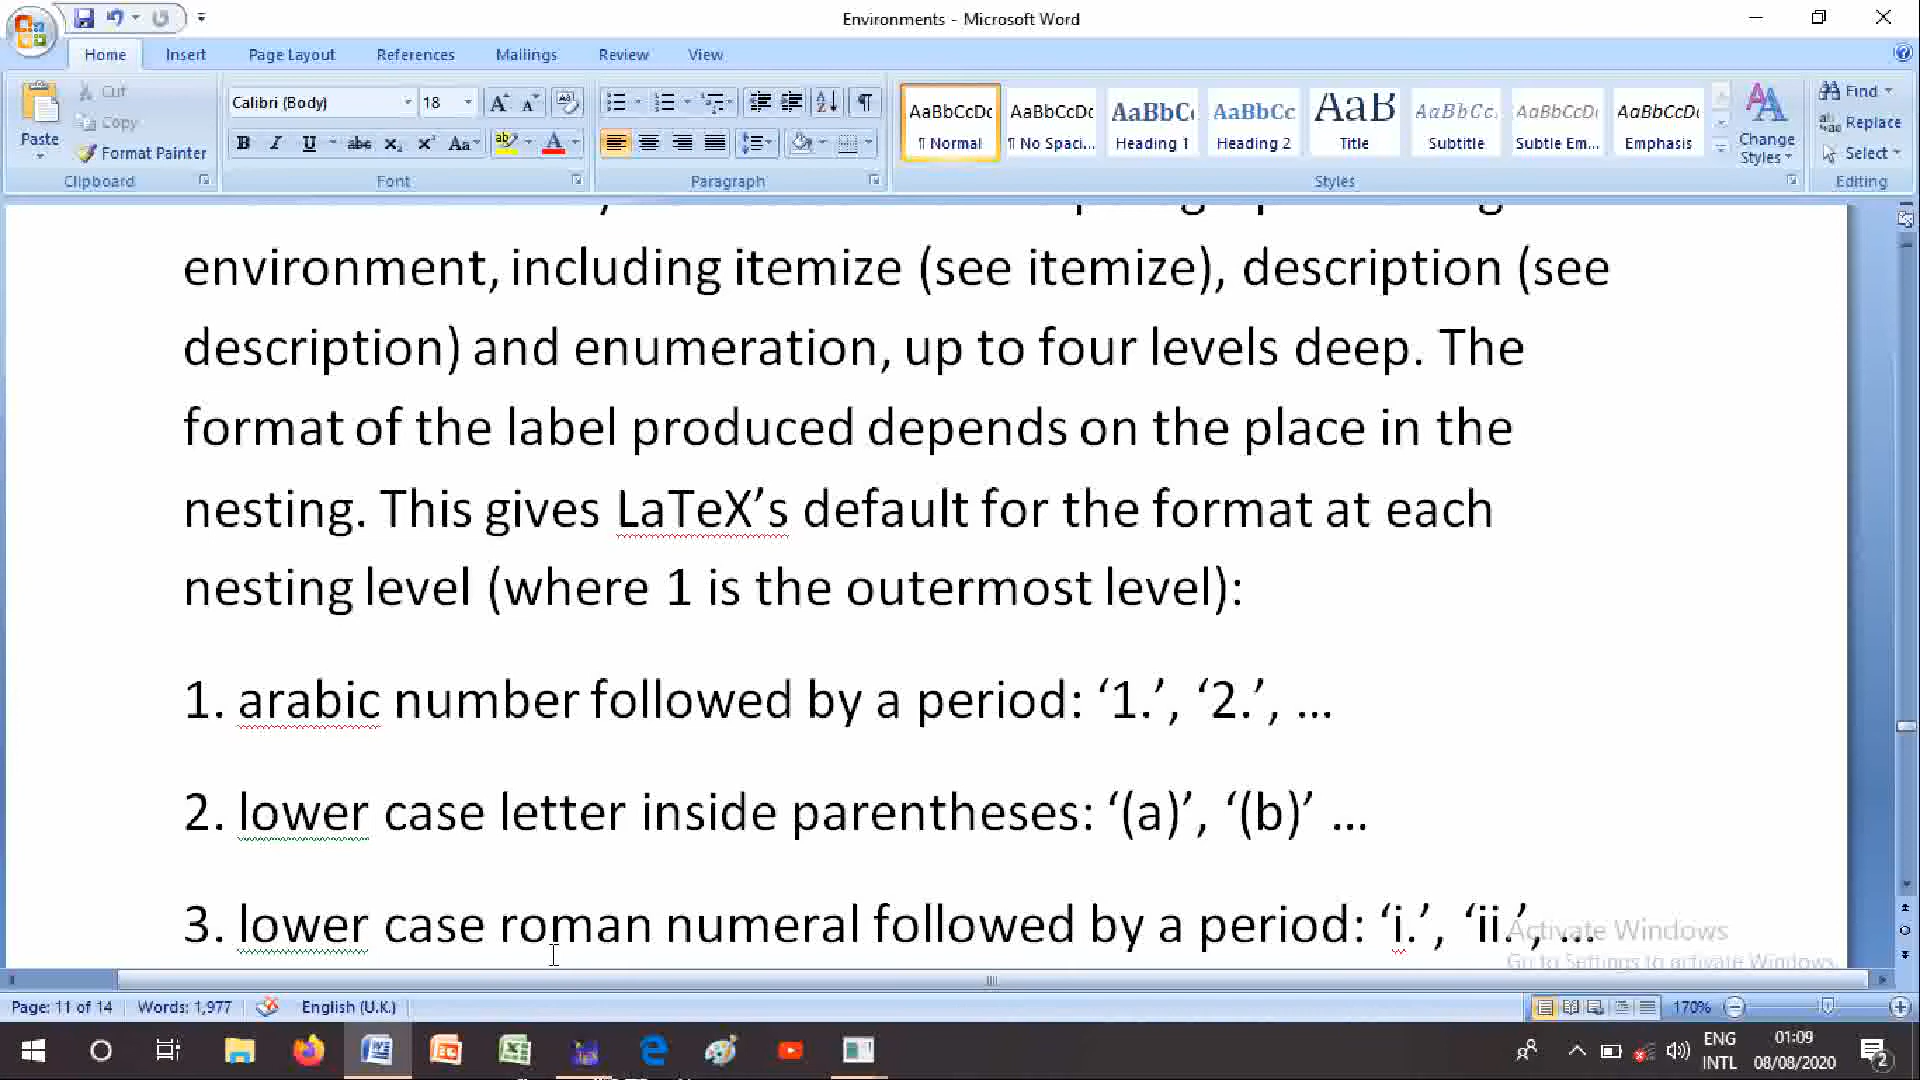 Environments - Microsoft Word
Home Insert Page Layout References Mailings Review View
Paste
Cut
Copy
Format Painter
Clipboard
Calibri (Body) 18
B I U abc X₂ X² Aa
Font
Paragraph
AaBbCcDc AaBbCcDc AaBbC AaBbCc AaB AaBbCc. AaBbCcDi AaBbCcDt
¶ Normal ¶ No Spaci... Heading 1 Heading 2 Title Subtitle Subtle Em... Emphasis
Change Styles
Styles
Find
Replace
Select
Editing
environment, including itemize (see itemize), description (see
description) and enumeration, up to four levels deep. The
format of the label produced depends on the place in the
nesting. This gives LaTeX’s default for the format at each
nesting level (where 1 is the outermost level):
1. arabic number followed by a period: ‘1.’, ‘2.’, …
2. lower case letter inside parentheses: ‘(a)’, ‘(b)’ …
3. lower case roman numeral followed by a period: ‘i.’, ‘ii.’, …
Activate Windows
Go to Settings to activate Windows.
Page: 11 of 14 Words: 1,977 English (U.K.) 170%
ENG 01:09
INTL 08/08/2020 2